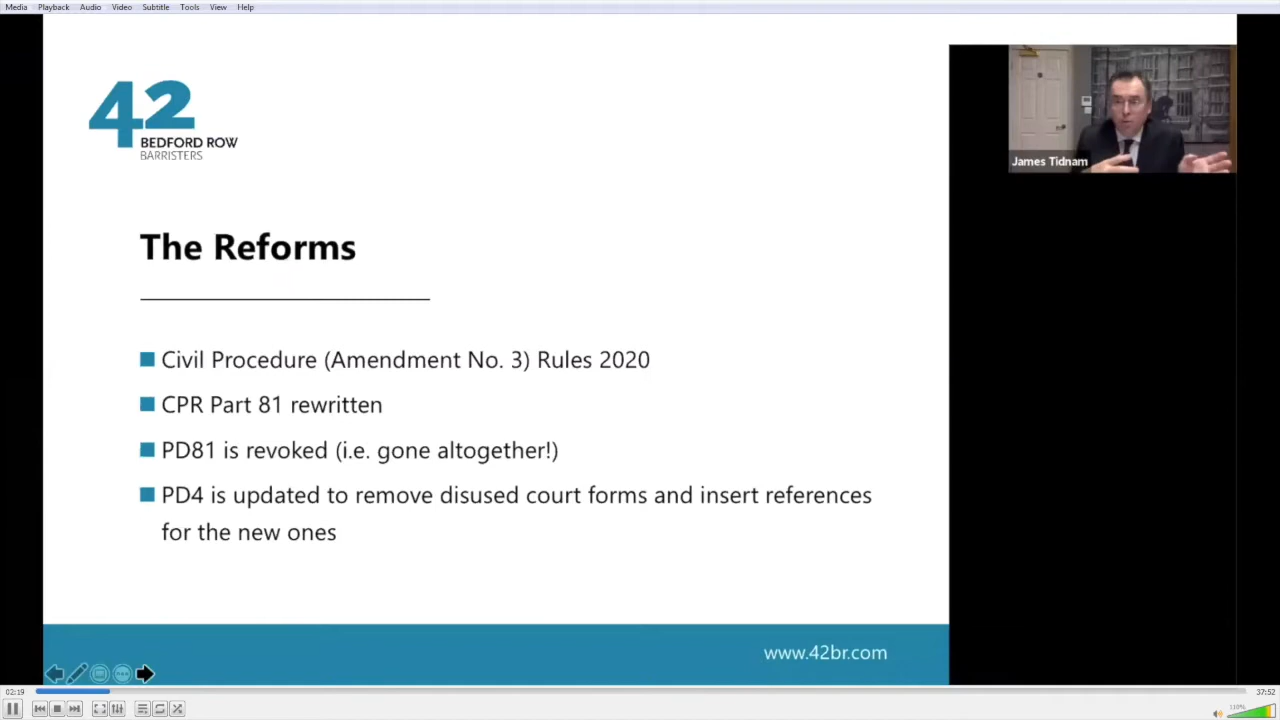 Media Playback Audio Video Subtitle Tools View Help
42
BEDFORD ROW
BARRISTERS
James Tidnam
The Reforms
Civil Procedure (Amendment No. 3) Rules 2020
CPR Part 81 rewritten
PD81 is revoked (i.e. gone altogether!)
PD4 is updated to remove disused court forms and insert references
for the new ones
www.42br.com
02:19
37:52
110%